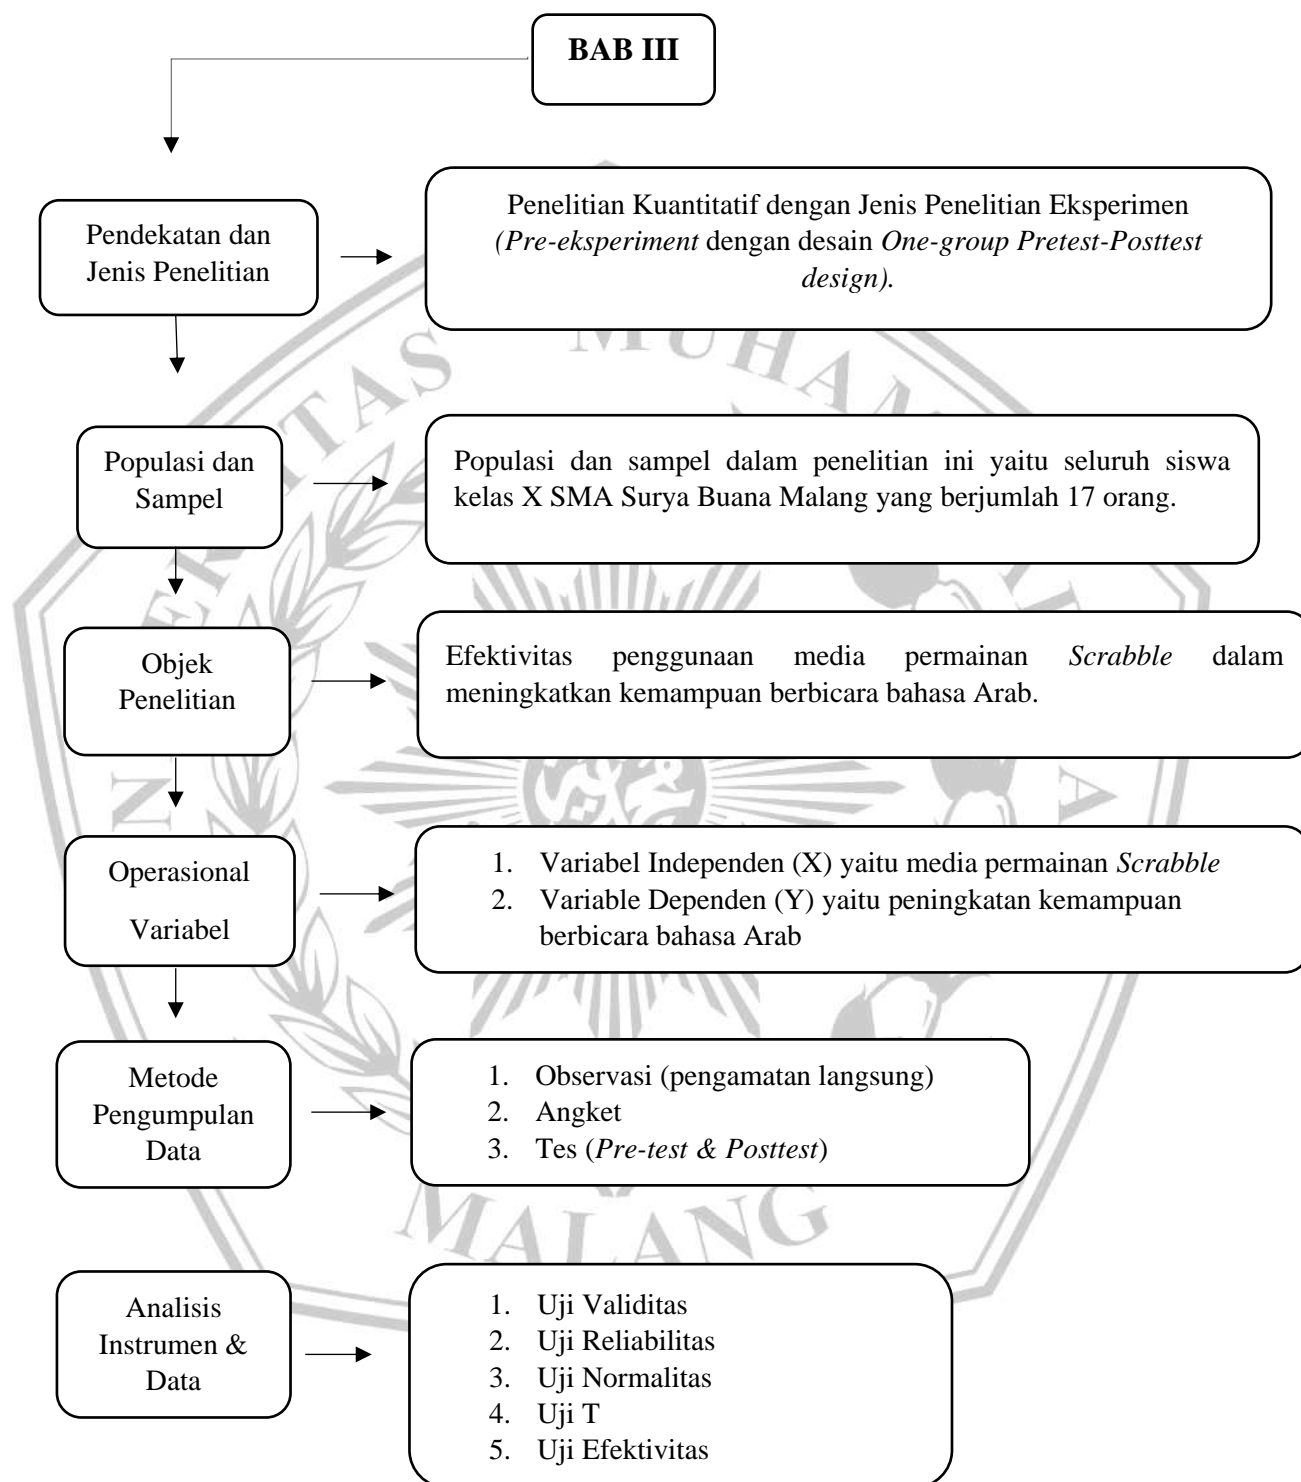 BAB III
Pendekatan dan
Jenis Penelitian
Penelitian Kuantitatif dengan Jenis Penelitian Eksperimen
(Pre-eksperiment dengan desain One-group Pretest-Posttest
design).
Populasi dan
Sampel
Populasi dan sampel dalam penelitian ini yaitu seluruh siswa
kelas X SMA Surya Buana Malang yang berjumlah 17 orang.
Objek
Penelitian
Efektivitas penggunaan media permainan Scrabble dalam
meningkatkan kemampuan berbicara bahasa Arab.
Operasional
Variabel
1. Variabel Independen (X) yaitu media permainan Scrabble
2. Variable Dependen (Y) yaitu peningkatan kemampuan
berbicara bahasa Arab
Metode
Pengumpulan
Data
1. Observasi (pengamatan langsung)
2. Angket
3. Tes (Pre-test & Posttest)
MALANG
Analisis
Instrumen &
Data
1. Uji Validitas
2. Uji Reliabilitas
3. Uji Normalitas
4. Uji T
5. Uji Efektivitas